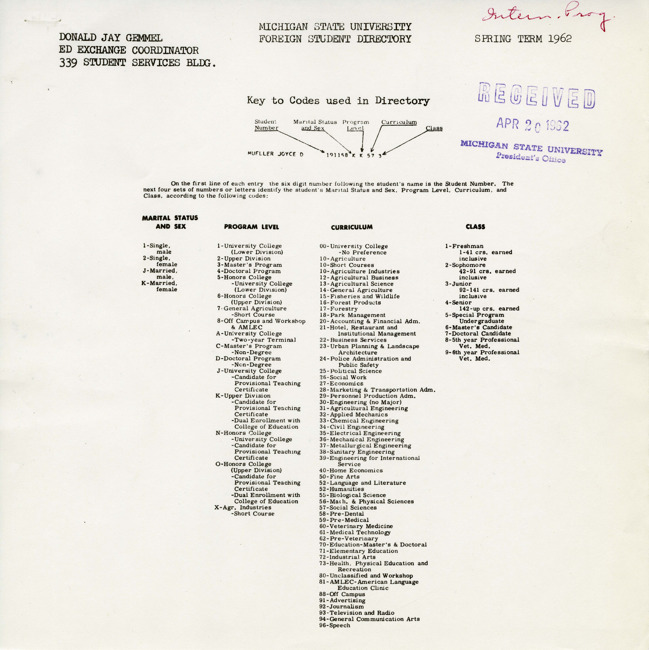 Intern. Prog.
DONALD JAY GEMMEL
ED EXCHANGE COORDINATOR
339 STUDENT SERVICES BLDG.
MICHIGAN STATE UNIVERSITY
FOREIGN STUDENT DIRECTORY
SPRING TERM 1962
RECEIVED
APR 20 1962
MICHIGAN STATE UNIVERSITY
President's Office
Key to Codes used in Directory
Student Number
Marital Status and Sex
Program Level
Curriculum
Class
MUELLER JOYCE D 191158 K K 57 3
On the first line of each entry the six digit number following the student's name is the Student Number. The
next four sets of numbers or letters identify the student's Marital Status and Sex, Program Level, Curriculum, and
Class, according to the following codes:
MARITAL STATUS
AND SEX
1-Single,
male
2-Single,
female
J-Married,
male,
K-Married,
female
PROGRAM LEVEL
1-University College
(Lower Division)
2-Upper Division
3-Master's Program
4-Doctoral Program
5-Honors College
-University College
(Lower Division)
6-Honors College
(Upper Division)
7-General Agriculture
-Short Course
8-Off Campus and Workshop
& AMLEC
A-University College
-Two-year Terminal
C-Master's Program
-Non-Degree
D-Doctoral Program
-Non-Degree
J-University College
-Candidate for
Provisional Teaching
Certificate
K-Upper Division
-Candidate for
Provisional Teaching
Certificate
-Dual Enrollment with
College of Education
N-Honors College
-University College
-Candidate for
Provisional Teaching
Certificate
O-Honors College
(Upper Division)
-Candidate for
Provisional Teaching
Certificate
-Dual Enrollment with
College of Education
X-Agr. Industries
-Short Course
CURRICULUM
00-University College
-No Preference
10-Agriculture
10-Short Courses
10-Agriculture Industries
12-Agricultural Business
13-Agricultural Science
14-General Agriculture
15-Fisheries and Wildlife
16-Forest Products
17-Forestry
18-Park Management
20-Accounting & Financial Adm.
21-Hotel, Restaurant and
Institutional Management
22-Business Services
23-Urban Planning & Landscape
Architecture
24-Police Administration and
Public Safety
25-Political Science
26-Social Work
27-Economics
28-Marketing & Transportation Adm.
29-Personnel Production Adm.
30-Engineering (no Major)
31-Agricultural Engineering
32-Applied Mechanics
33-Chemical Engineering
34-Civil Engineering
35-Electrical Engineering
36-Mechanical Engineering
37-Metallurgical Engineering
38-Sanitary Engineering
39-Engineering for International
Service
40-Home Economics
50-Fine Arts
52-Language and Literature
52-Humanities
55-Biological Science
56-Math. & Physical Sciences
57-Social Sciences
58-Pre-Dental
59-Pre-Medical
60-Veterinary Medicine
61-Medical Technology
62-Pre-Veterinary
70-Education-Master's & Doctoral
71-Elementary Education
72-Industrial Arts
73-Health, Physical Education and
Recreation
80-Unclassified and Workshop
81-AMLEC-American Language
Education Clinic
88-Off Campus
91-Advertising
92-Journalism
93-Television and Radio
94-General Communication Arts
96-Speech
CLASS
1-Freshman
1-41 crs. earned
inclusive
2-Sophomore
42-91 crs. earned
inclusive
3-Junior
92-141 crs. earned
inclusive
4-Senior
142-up crs. earned
5-Special Program
Undergraduate
6-Master's Candidate
7-Doctoral Candidate
8-5th year Professional
Vet. Med.
9-6th year Professional
Vet. Med.